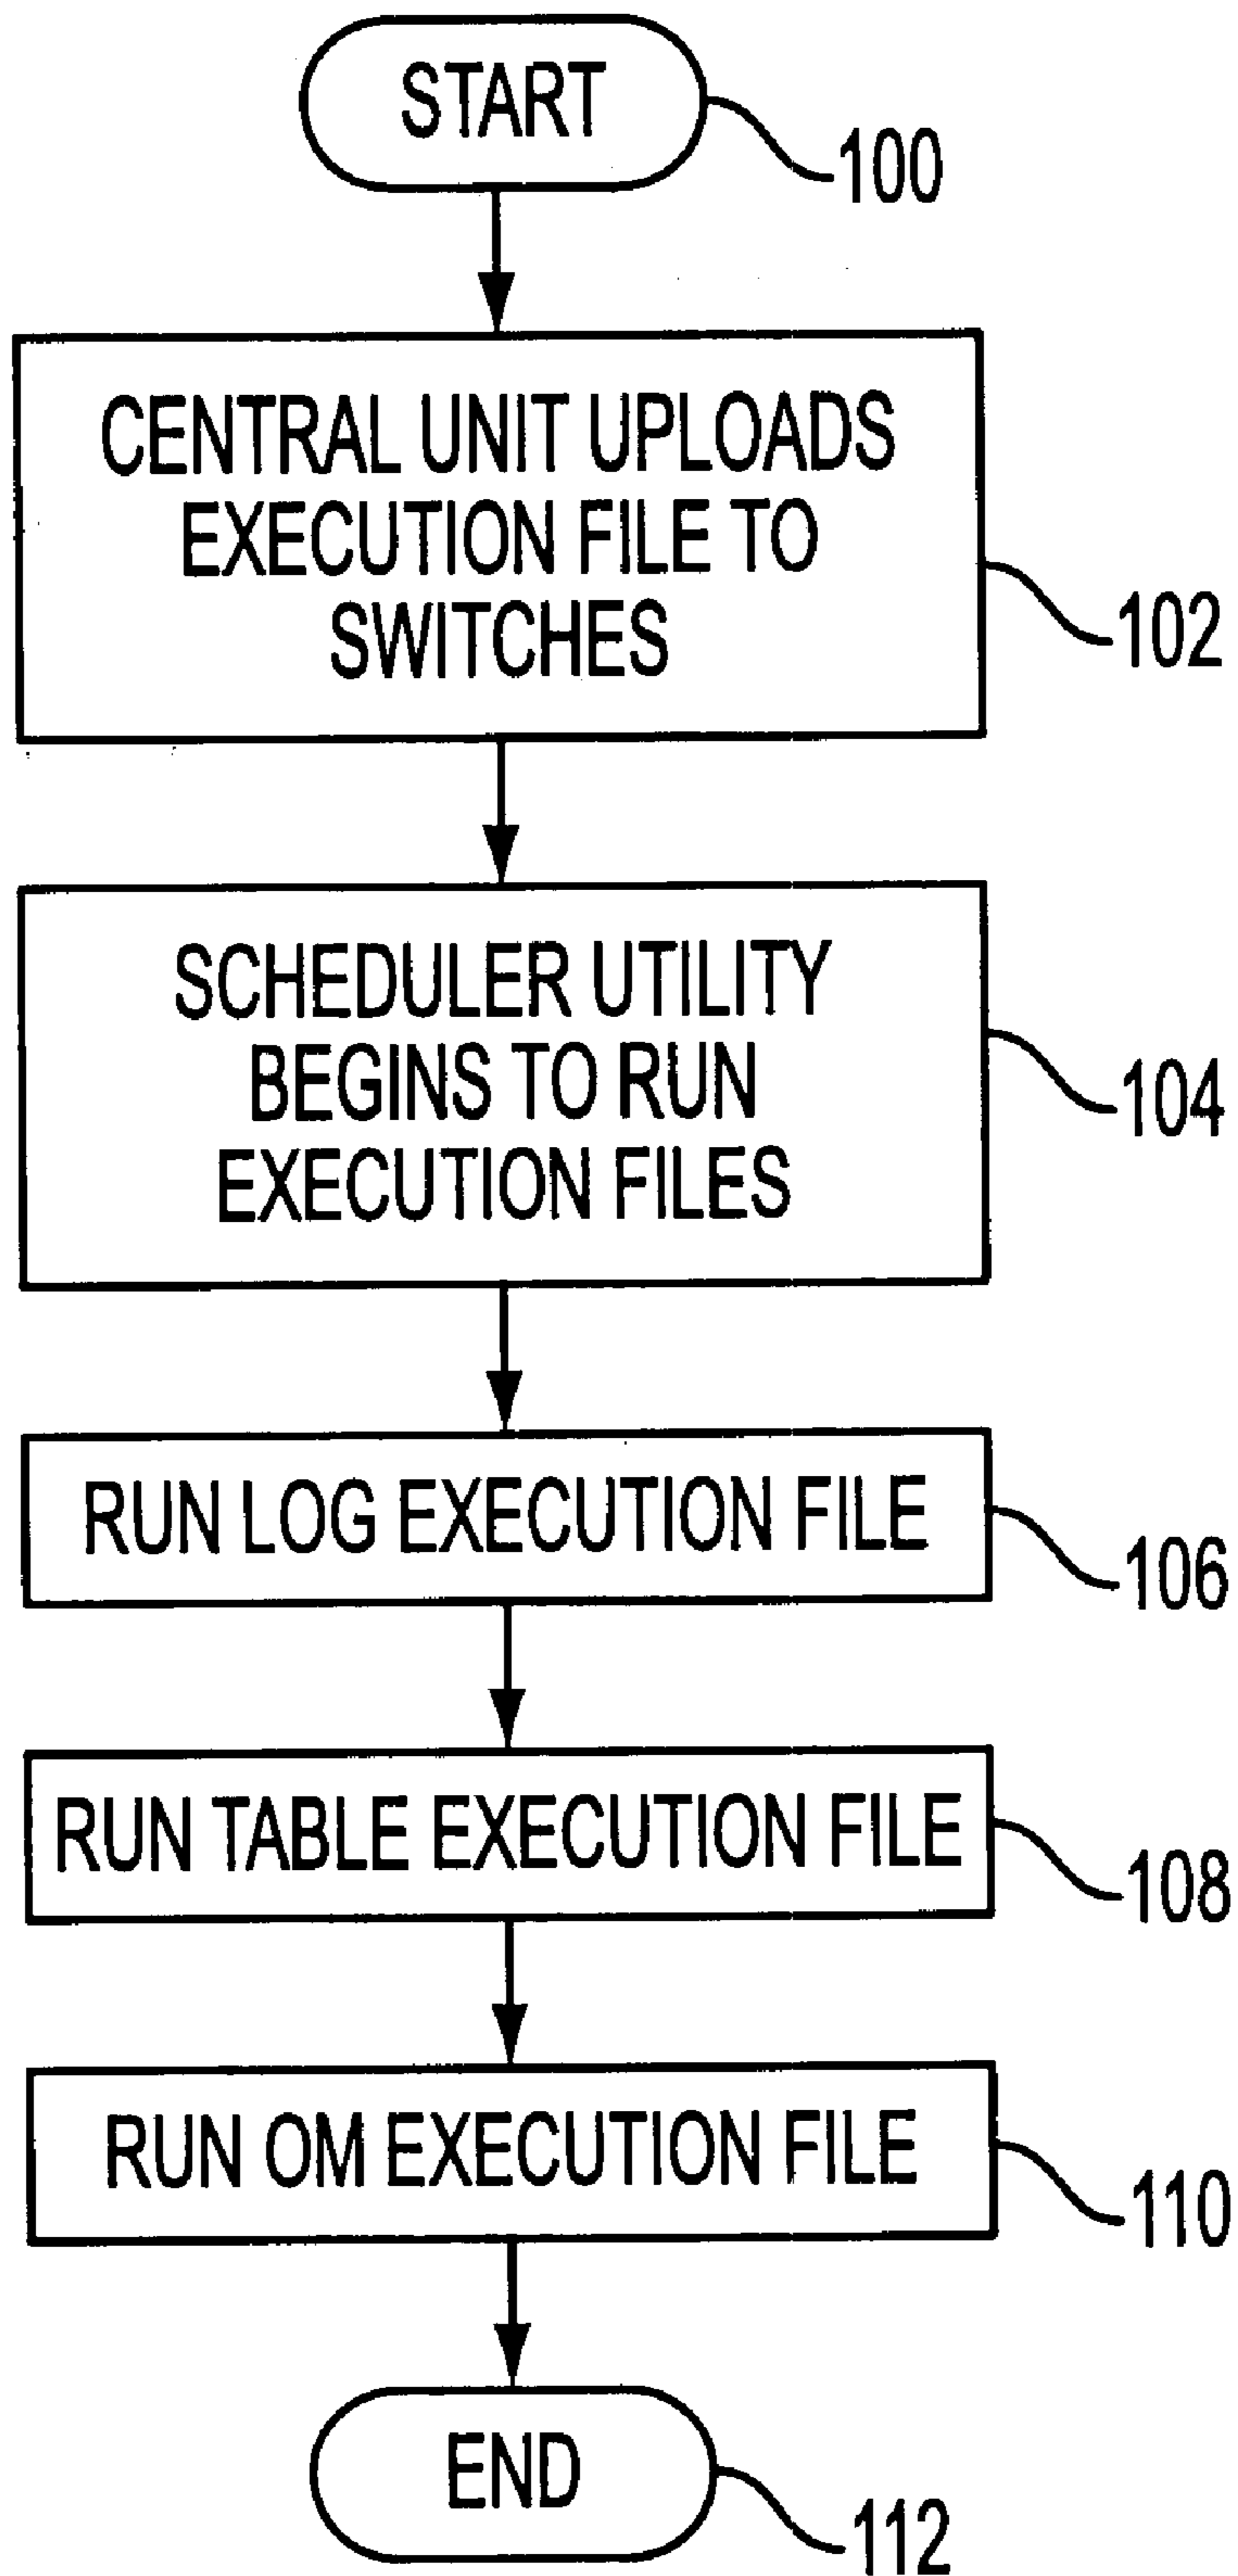 START
100
CENTRAL UNIT UPLOADS
EXECUTION FILE TO
SWITCHES
102
SCHEDULER UTILITY
BEGINS TO RUN
EXECUTION FILES
104
RUN LOG EXECUTION FILE
106
RUN TABLE EXECUTION FILE
108
RUN OM EXECUTION FILE
110
END
112